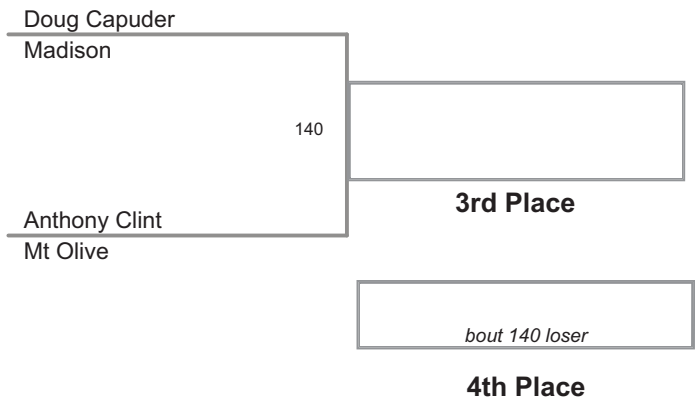 Doug Capuder
Madison
140
3rd Place
Anthony Clint
Mt Olive
bout 140 loser
4th Place